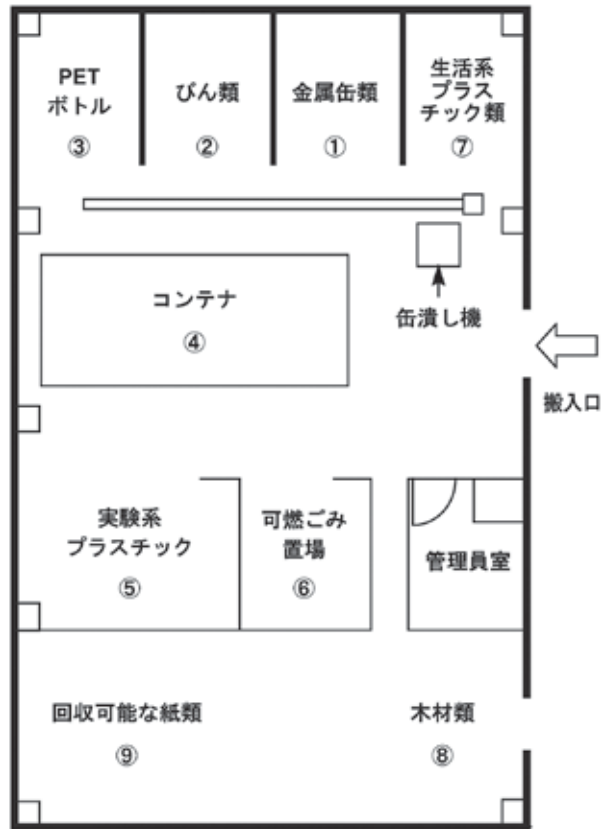 PET
ボトル
③
びん類
②
金属缶類
①
生活系
プラス
チック類
⑦
缶潰し機
コンテナ
④
搬入口
実験系
プラスチック
⑤
可燃ごみ
置場
⑥
管理員室
回収可能な紙類
⑨
木材類
⑧